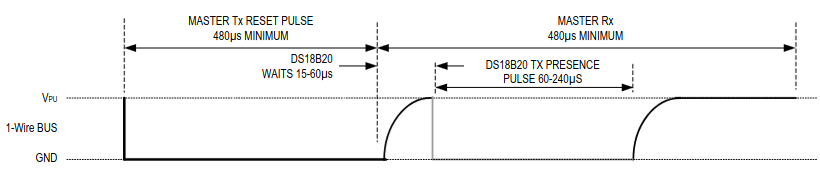 MASTER Tx RESET PULSE
480µs MINIMUM
MASTER Rx
480µs MINIMUM
DS18B20
WAITS 15-60µs
DS18B20 TX PRESENCE
PULSE 60-240µS
VPU
1-Wire BUS
GND